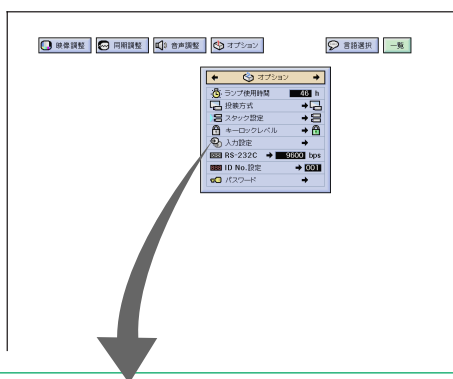 映像調整 同期調整 音声調整 オプション 言語選択 一覧
オプション
ランプ使用時間 46 h
投映方式
スタック設定
キーロックレベル
入力設定
RS-232C 9600 bps
ID No.設定 001
パスワード